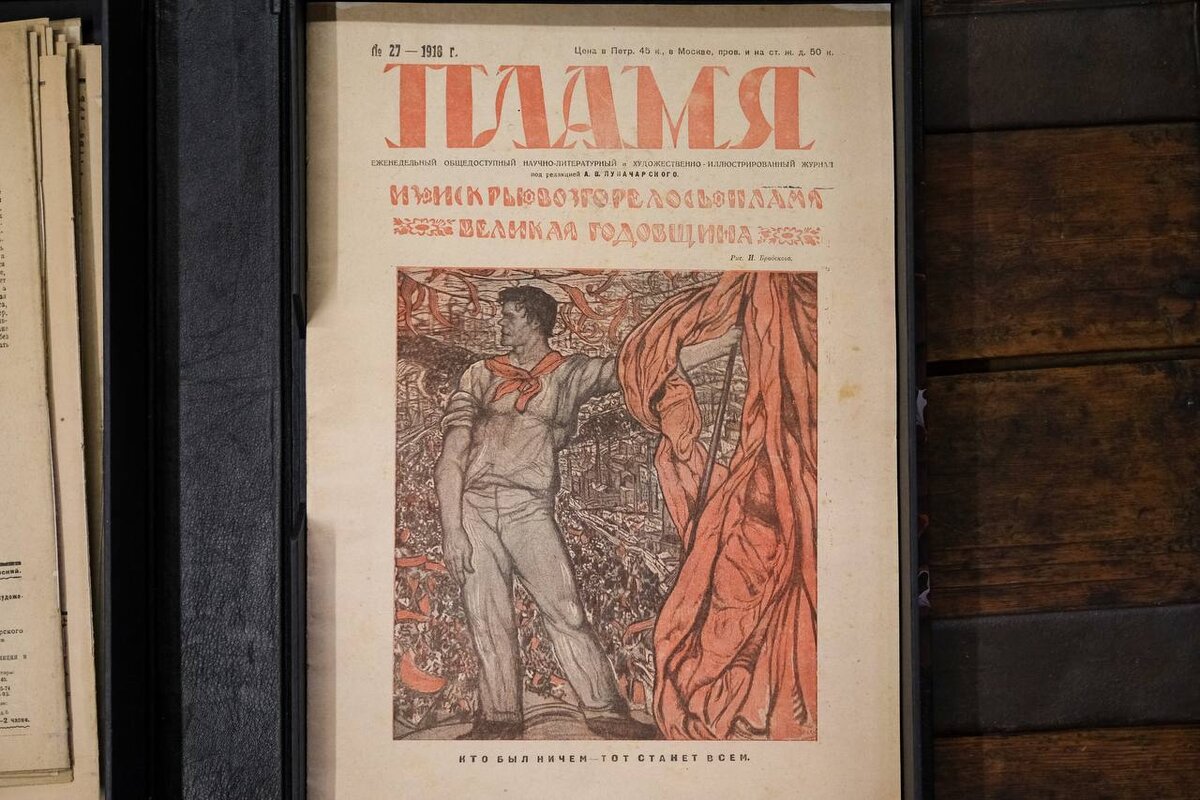 № 27 — 1918 г.
Цена в Петр. 45 к., в Москве, пров. и на ст. ж. д. 50 к.
ПЛАМЯ
ЕЖЕНЕДЕЛЬНЫЙ ОБЩЕДОСТУПНЫЙ НАУЧНО-ЛИТЕРАТУРНЫЙ и ХУДОЖЕСТВЕННО-ИЛЛЮСТРИРОВАННЫЙ ЖУРНАЛ
под редакцией А. В. ЛУНАЧАРСКОГО.
ИЗ ИСКРЫ ВОЗГОРЕЛОСЬ ПЛАМЯ
ВЕЛИКАЯ ГОДОВЩИНА
Рис. И. Бродского.
КТО БЫЛ НИЧЕМ—ТОТ СТАНЕТ ВСЕМ.